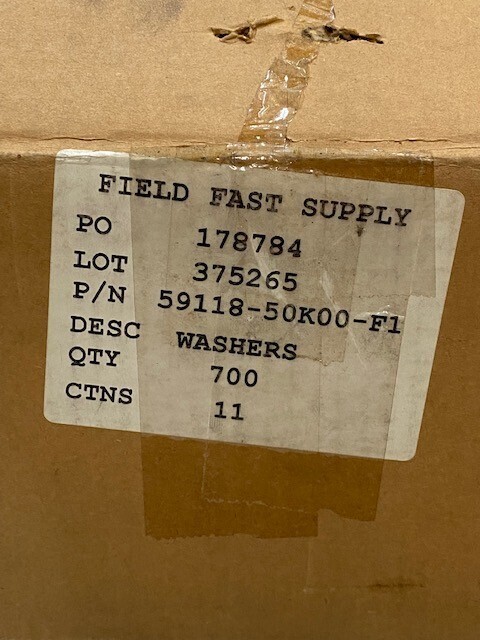 FIELD FAST SUPPLY
PO 178784
LOT 375265
P/N 59118-50K00-F1
DESC WASHERS
QTY 700
CTNS 11